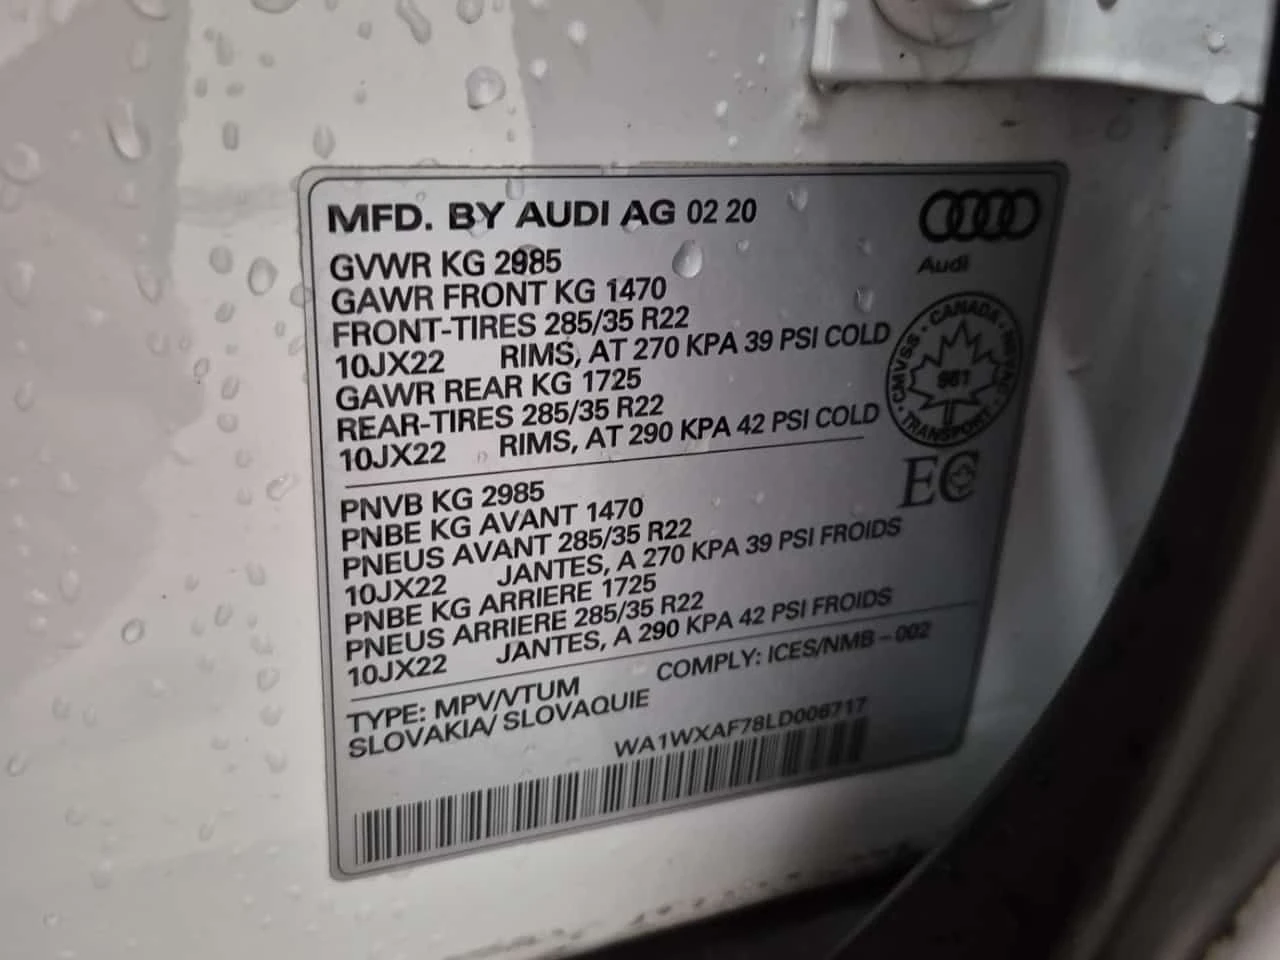 MFD. BY AUDI AG 02 20
Audi
GVWR KG 2985
GAWR FRONT KG 1470
FRONT-TIRES 285/35 R22
10JX22 RIMS, AT 270 KPA 39 PSI COLD
GAWR REAR KG 1725
REAR-TIRES 285/35 R22
10JX22 RIMS, AT 290 KPA 42 PSI COLD
CANADA
CMVSS
NSVAC
TRANSPORT
EC
PNVB KG 2985
PNBE KG AVANT 1470
PNEUS AVANT 285/35 R22
10JX22 JANTES, A 270 KPA 39 PSI FROIDS
PNBE KG ARRIERE 1725
PNEUS ARRIERE 285/35 R22
10JX22 JANTES, A 290 KPA 42 PSI FROIDS
TYPE: MPV/VTUM COMPLY: ICES/NMB-002
SLOVAKIA/ SLOVAQUIE
WA1WXAF78LD006717